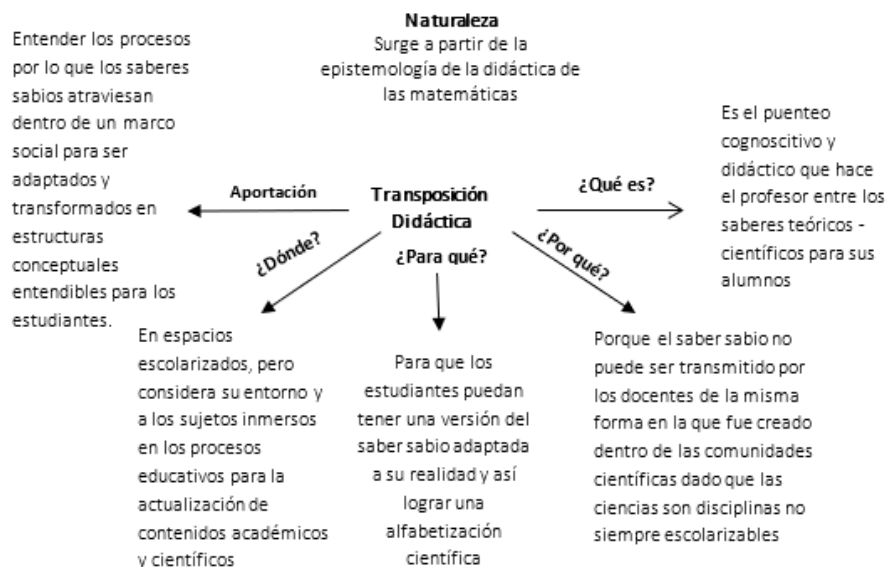 Naturaleza
Surge a partir de la
epistemología de la didáctica de
las matemáticas
Entender los procesos
por lo que los saberes
sabios atraviesan
dentro de un marco
social para ser
adaptados y
transformados en
estructuras
conceptuales
entendibles para los
estudiantes.
Aportación
Transposición
Didáctica
¿Qué es?
Es el puenteo
cognoscitivo y
didáctico que hace
el profesor entre los
saberes teóricos -
científicos para sus
alumnos
¿Dónde?
¿Para qué?
¿Por qué?
En espacios
escolarizados, pero
considera su entorno y
a los sujetos inmersos
en los procesos
educativos para la
actualización de
contenidos académicos
y científicos
Para que los
estudiantes puedan
tener una versión del
saber sabio adaptada
a su realidad y así
lograr una
alfabetización
científica
Porque el saber sabio no
puede ser transmitido por
los docentes de la misma
forma en la que fue creado
dentro de las comunidades
científicas dado que las
ciencias son disciplinas no
siempre escolarizables